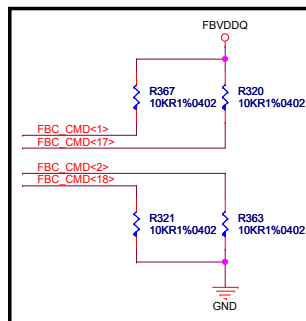 FBVDDQ
R367
10KR1%0402
R320
10KR1%0402
FBC_CMD<1>
FBC_CMD<17>
FBC_CMD<2>
FBC_CMD<18>
R321
10KR1%0402
R363
10KR1%0402
GND